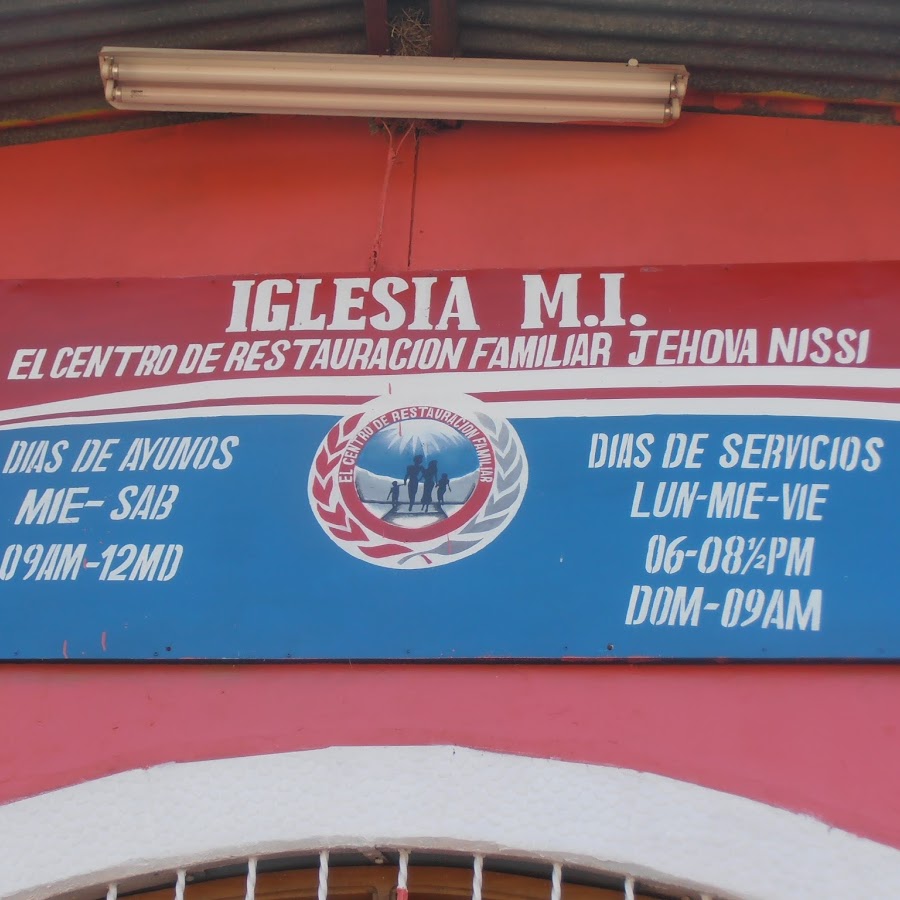 IGLESIA M.I.
EL CENTRO DE RESTAURACION FAMILIAR JEHOVA NISSI
DIAS DE AYUNOS
MIE-SAB
09AM-12MD
EL CENTRO DE RESTAURACION FAMILIAR
DIAS DE SERVICIOS
LUN-MIE-VIE
06-08½PM
DOM-09AM